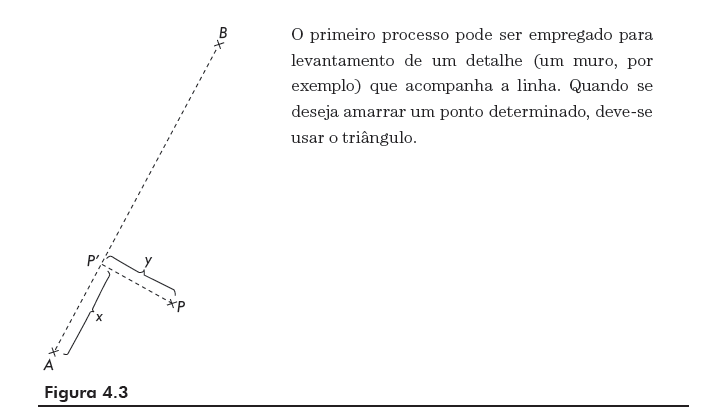 B
O primeiro processo pode ser empregado para
levantamento de um detalhe (um muro, por
exemplo) que acompanha a linha. Quando se
deseja amarrar um ponto determinado, deve-se
usar o triângulo.
P′
y
P
x
A
Figura 4.3